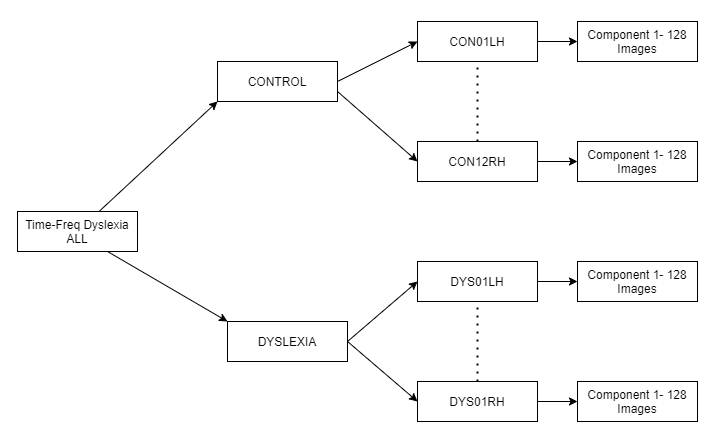 CON01LH
Component 1- 128
Images
CONTROL
CON12RH
Component 1- 128
Images
Time-Freq Dyslexia
ALL
DYS01LH
Component 1- 128
Images
DYSLEXIA
DYS01RH
Component 1- 128
Images